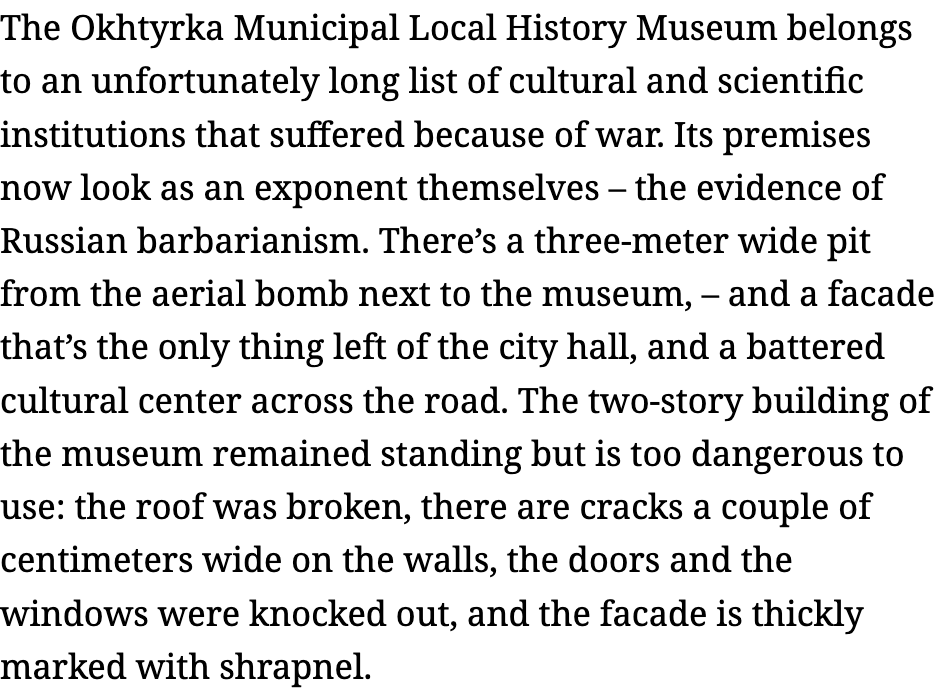 The Okhtyrka Municipal Local History Museum belongs
to an unfortunately long list of cultural and scientific
institutions that suffered because of war. Its premises
now look as an exponent themselves – the evidence of
Russian barbarianism. There’s a three-meter wide pit
from the aerial bomb next to the museum, – and a facade
that’s the only thing left of the city hall, and a battered
cultural center across the road. The two-story building of
the museum remained standing but is too dangerous to
use: the roof was broken, there are cracks a couple of
centimeters wide on the walls, the doors and the
windows were knocked out, and the facade is thickly
marked with shrapnel.